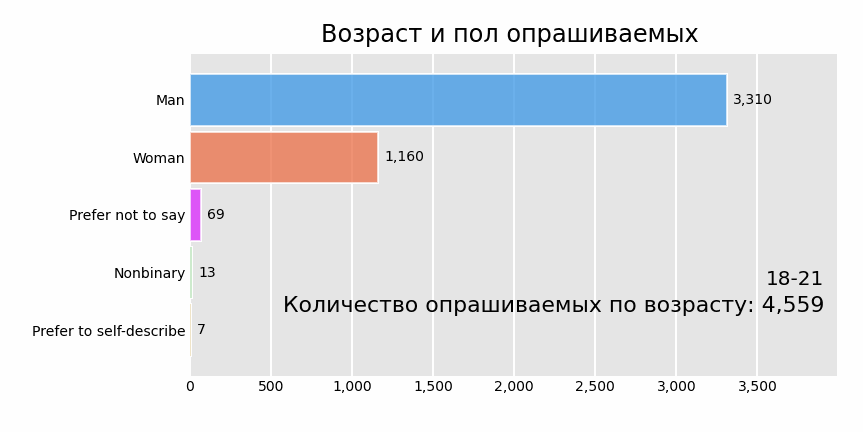 Возраст и пол опрашиваемых
Man
3,310
Woman
1,160
Prefer not to say
69
Nonbinary
13
18-21
Количество опрашиваемых по возрасту: 4,559
Prefer to self-describe
7
0
500
1,000
1,500
2,000
2,500
3,000
3,500